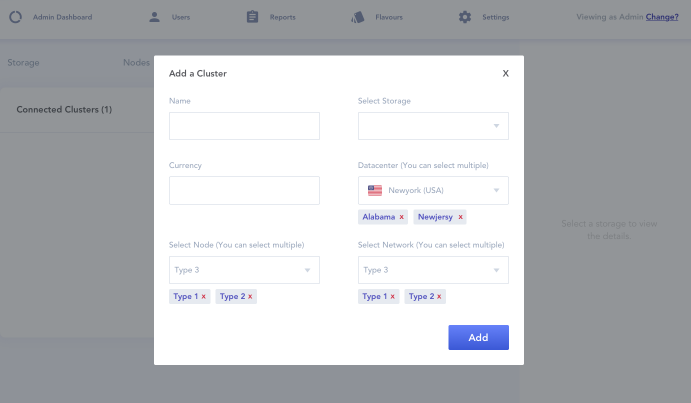 Admin Dashboard
Users
Reports
Flavours
Settings
Viewing as Admin Change?
Storage
Nodes
Connected Clusters (1)
Add a Cluster
X
Name
Select Storage
Currency
Datacenter (You can select multiple)
Newyork (USA)
Alabama x
Newjersy x
Select Node (You can select multiple)
Select Network (You can select multiple)
Type 3
Type 3
Type 1 x
Type 2 x
Type 1 x
Type 2 x
Add
Select a storage to view
the details